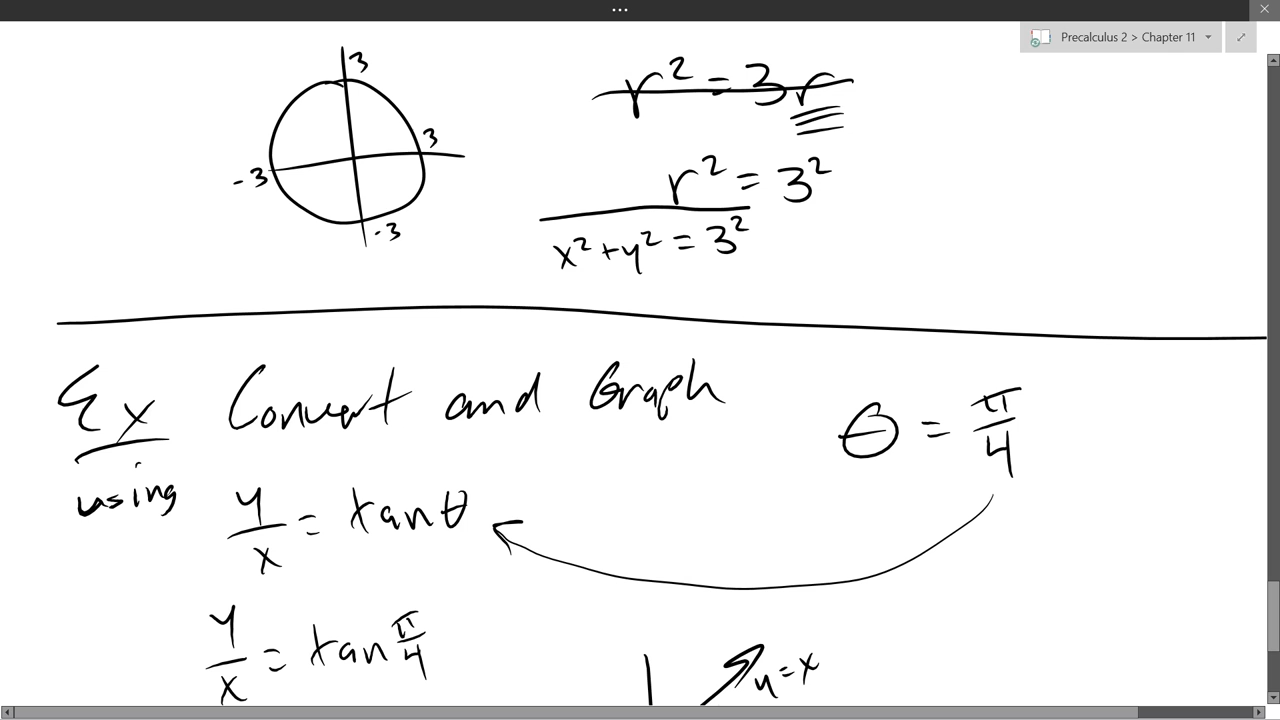 ...
Precalculus 2 > Chapter 11
3
3
-3
-3
r² = 3r
r² = 3²
x² + y² = 3²
Ex Convert and Graph θ = π/4
using y/x = tan θ
y/x = tan π/4
y = x